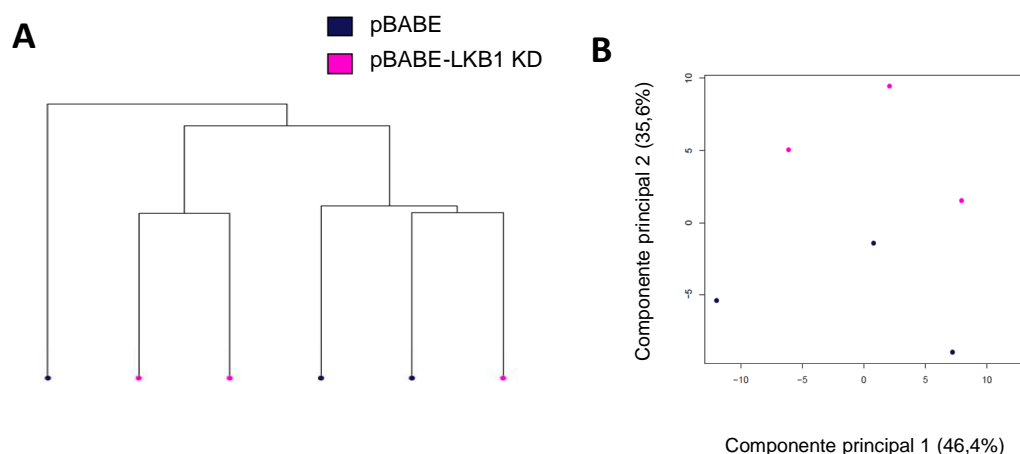 A
pBABE
pBABE-LKB1 KD
B
Componente principal 2 (35,6%)
10
5
0
−5
−10
−5
0
5
10
Componente principal 1 (46,4%)